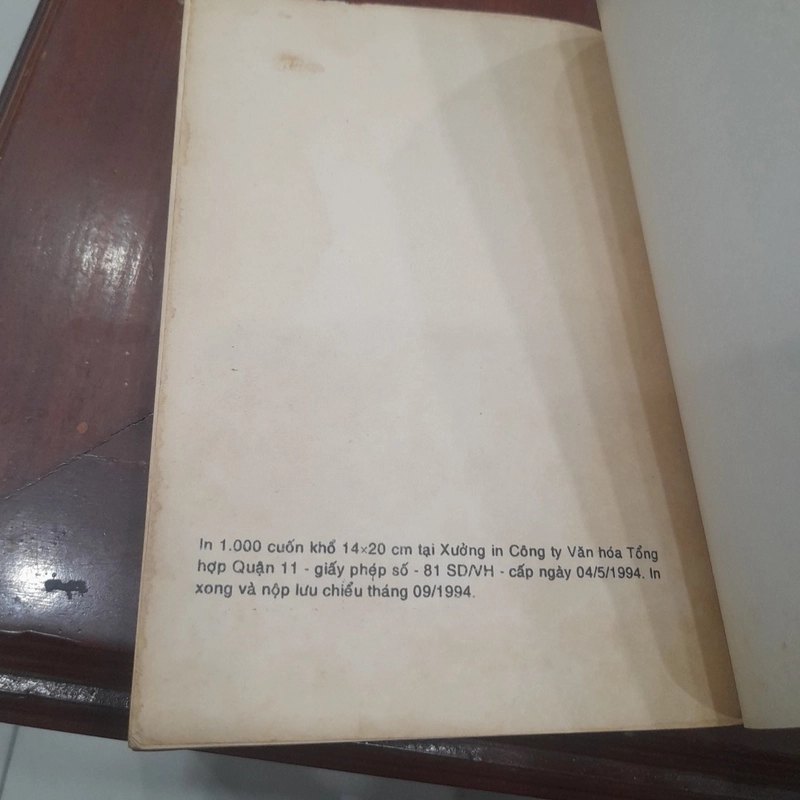 In 1.000 cuốn khổ 14×20 cm tại Xưởng in Công ty Văn hóa Tổng
hợp Quận 11 - giấy phép số - 81 SD/VH - cấp ngày 04/5/1994. In
xong và nộp lưu chiểu tháng 09/1994.